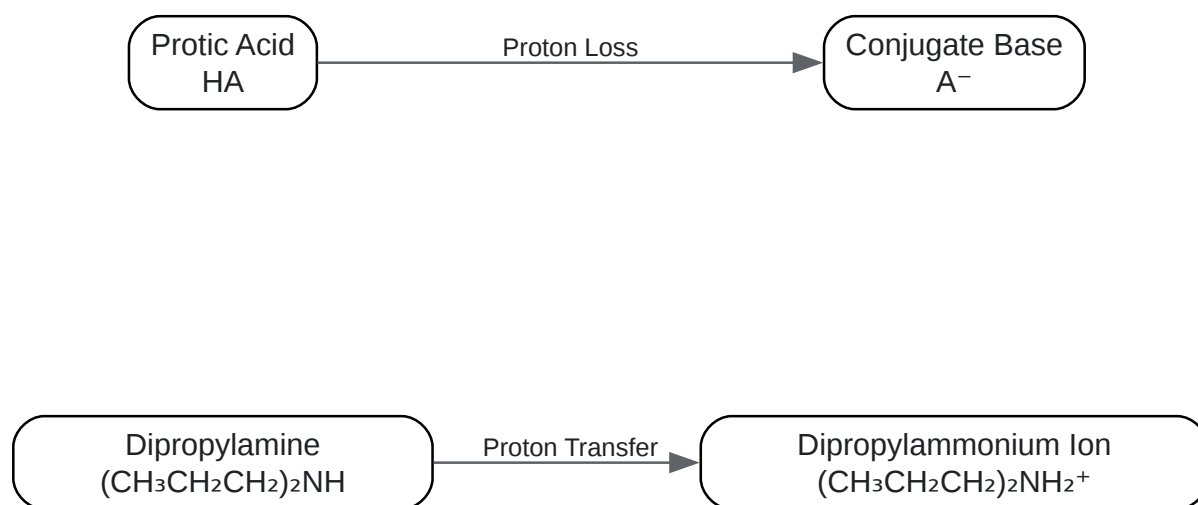 Protic Acid
HA
Proton Loss
Conjugate Base
A⁻
Dipropylamine
(CH₃CH₂CH₂)₂NH
Proton Transfer
Dipropylammonium Ion
(CH₃CH₂CH₂)₂NH₂⁺